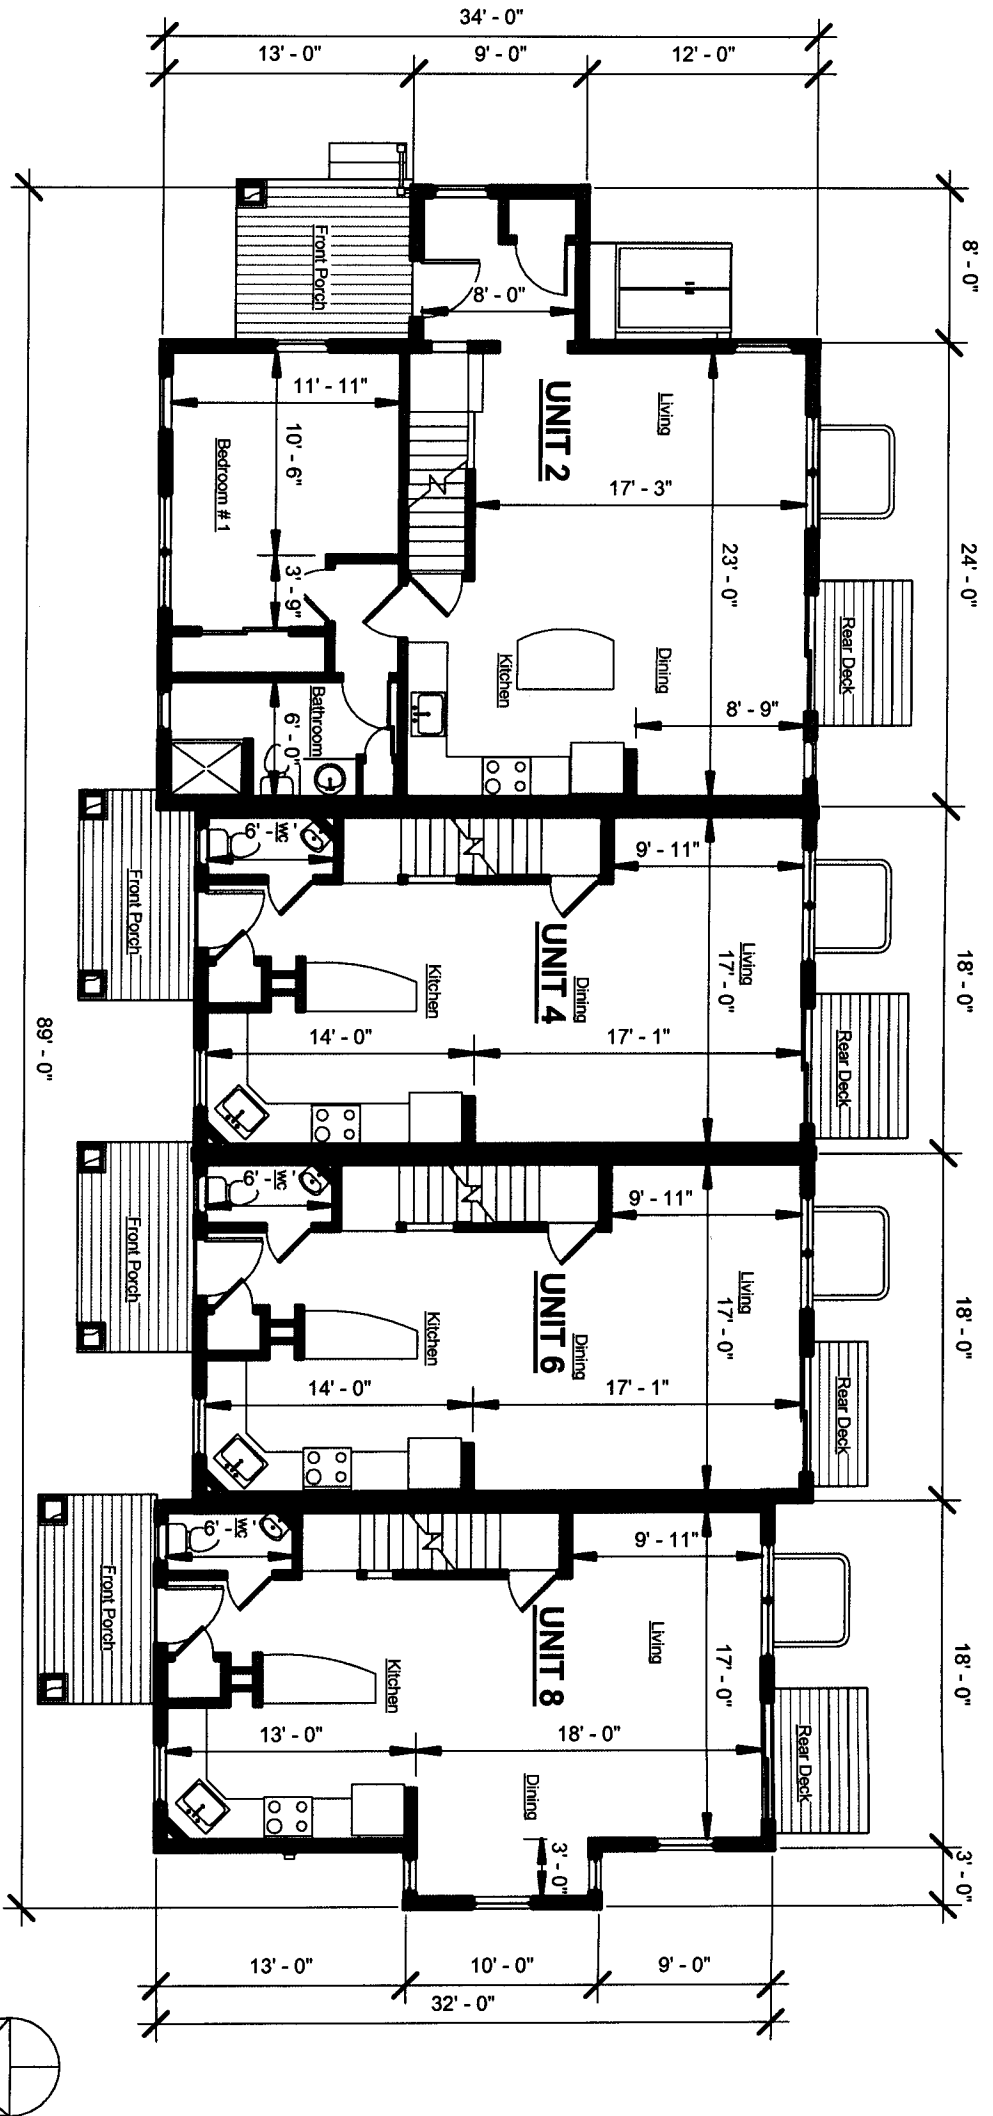 34' - 0"
13' - 0"
9' - 0"
12' - 0"
8' - 0"
Front Porch
8' - 0"
UNIT 2
Living
11' - 11"
10' - 6"
Bedroom # 1
17' - 3"
24' - 0"
23' - 0"
3' - 9"
Rear Deck
Kitchen
Dining
Bathroom
6' - 0"
8' - 9"
6' -
wc
9' - 11"
Front Porch
UNIT 4
Kitchen
Dining
Living
17' - 0"
18' - 0"
14' - 0"
17' - 1"
Rear Deck
89' - 0"
6' -
wc
9' - 11"
Front Porch
UNIT 6
Kitchen
Dining
Living
17' - 0"
18' - 0"
14' - 0"
17' - 1"
Rear Deck
6' -
wc
9' - 11"
Front Porch
UNIT 8
Kitchen
Living
17' - 0"
18' - 0"
13' - 0"
18' - 0"
Rear Deck
Dining
3' - 0"
3' - 0"
13' - 0"
10' - 0"
9' - 0"
32' - 0"